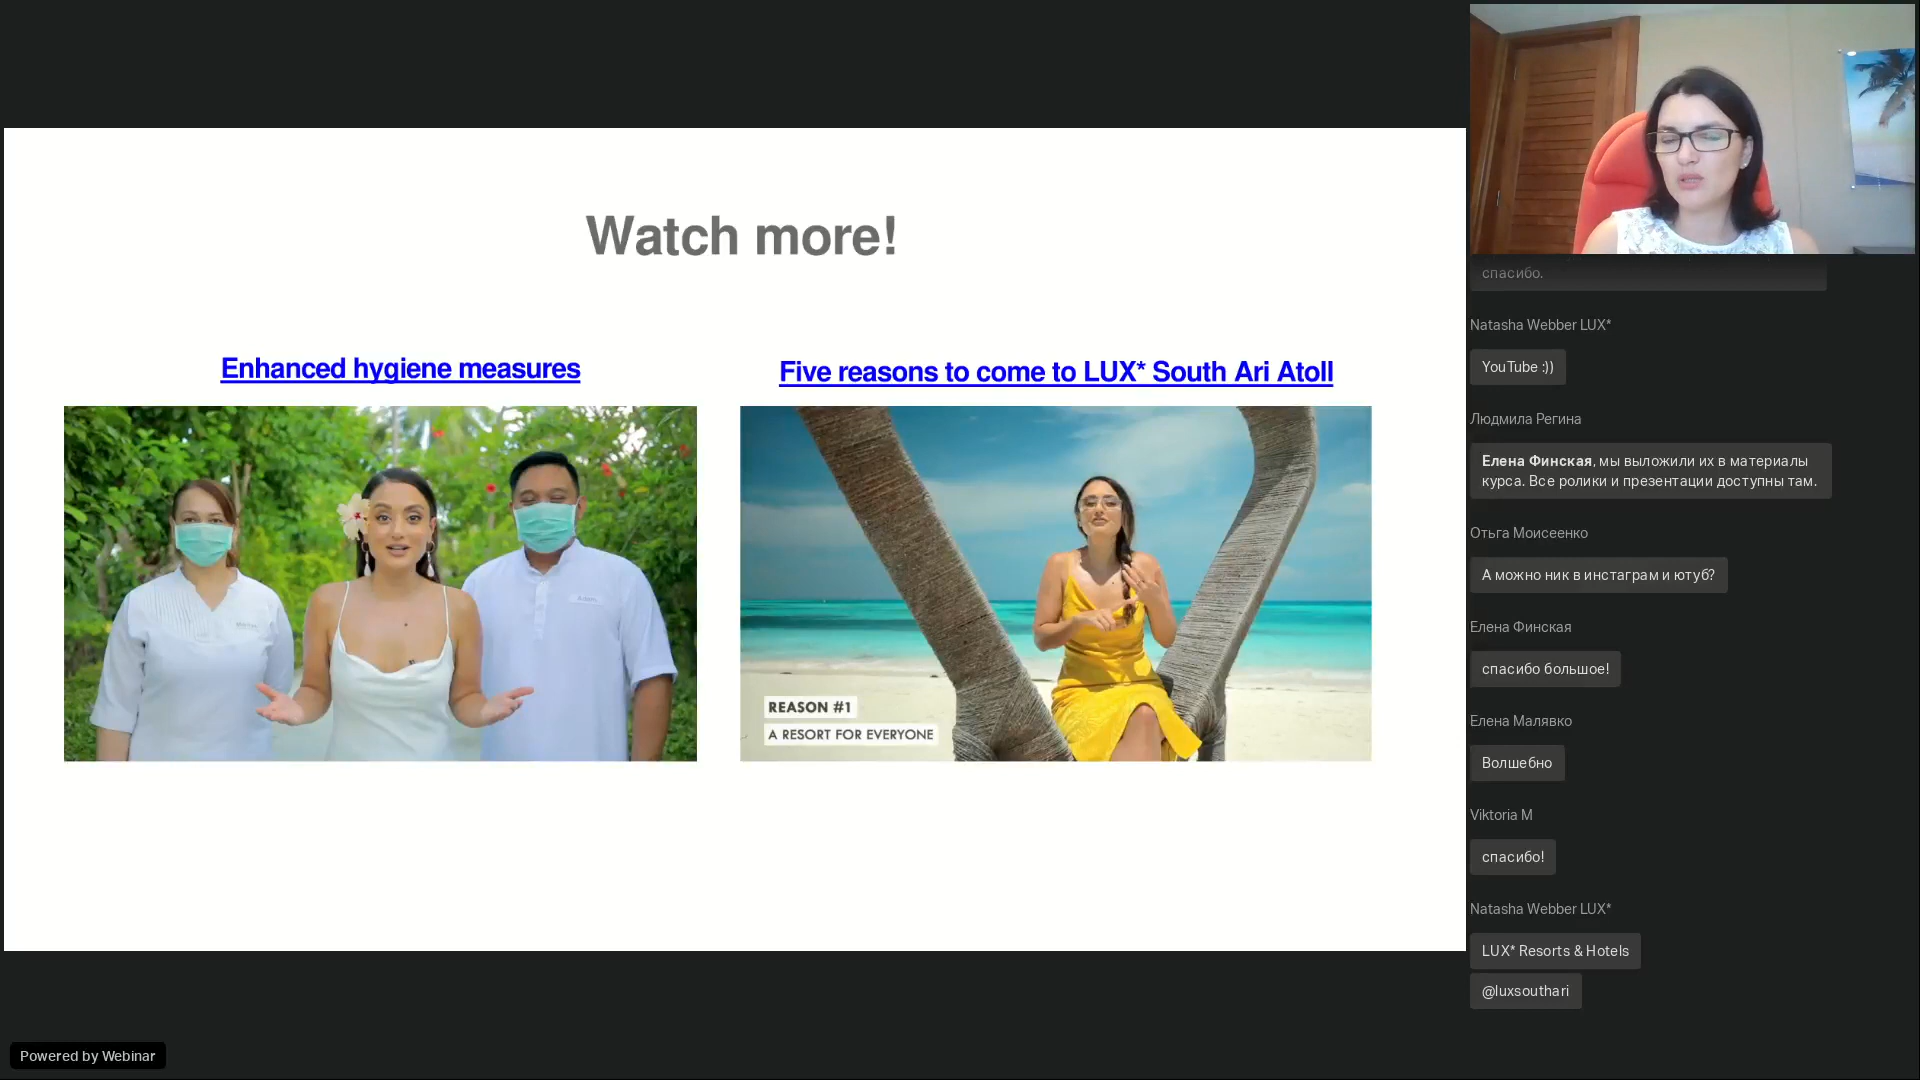 Watch more!
Enhanced hygiene measures
Five reasons to come to LUX* South Ari Atoll
REASON #1
A RESORT FOR EVERYONE
спасибо.
Natasha Webber LUX*
YouTube :))
Людмила Регина
Елена Финская, мы выложили их в материалы
курса. Все ролики и презентации доступны там.
Отьга Моисеенко
А можно ник в инстаграм и ютуб?
Елена Финская
спасибо большое!
Елена Малявко
Волшебно
Viktoria M
спасибо!
Natasha Webber LUX*
LUX* Resorts & Hotels
@luxsouthari
Powered by Webinar